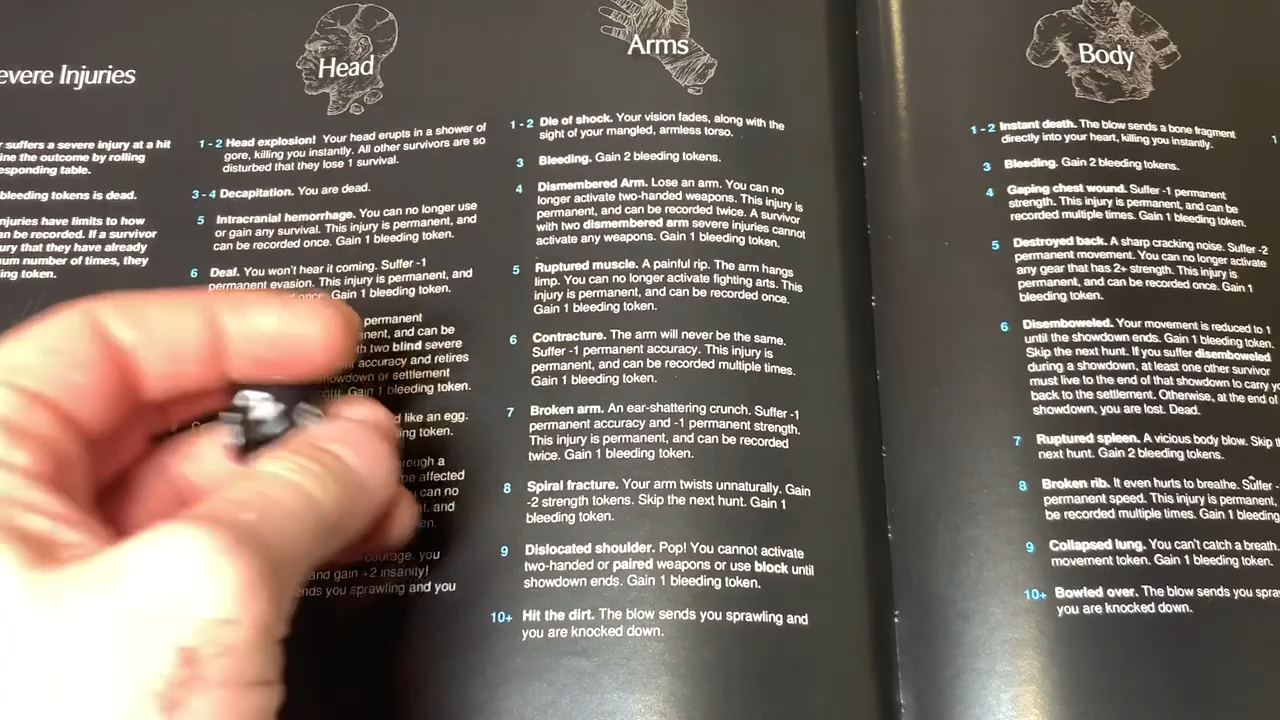 evere Injuries
suffers a severe injury at a hit
ine the outcome by rolling
esponding table.
bleeding tokens is dead.
njuries have limits to how
an be recorded. If a survivor
ury that they have already
um number of times, they
ing token.
Head
1 - 2 Head explosion! Your head erupts in a shower of
gore, killing you instantly. All other survivors are so
disturbed that they lose 1 survival.
3 - 4 Decapitation. You are dead.
5 Intracranial hemorrhage. You can no longer use
or gain any survival. This injury is permanent, and
can be recorded once. Gain 1 bleeding token.
6 Deaf. You won't hear it coming. Suffer -1
permanent evasion. This injury is permanent, and
once. Gain 1 bleeding token.
permanent
anent, and can be
th two blind severe
accuracy and retires
howdown or settlement
Gain 1 bleeding token.
d like an egg.
ing token.
rough a
be affected
can no
and
en.
courage, you
and gain +2 insanity!
ends you sprawling and you
Arms
1 - 2 Die of shock. Your vision fades, along with the
sight of your mangled, armless torso.
3 Bleeding. Gain 2 bleeding tokens.
4 Dismembered Arm. Lose an arm. You can no
longer activate two-handed weapons. This injury is
permanent, and can be recorded twice. A survivor
with two dismembered arm severe injuries cannot
activate any weapons. Gain 1 bleeding token.
5 Ruptured muscle. A painful rip. The arm hangs
limp. You can no longer activate fighting arts. This
injury is permanent, and can be recorded once.
Gain 1 bleeding token.
6 Contracture. The arm will never be the same.
Suffer -1 permanent accuracy. This injury is
permanent, and can be recorded multiple times.
Gain 1 bleeding token.
7 Broken arm. An ear-shattering crunch. Suffer -1
permanent accuracy and -1 permanent strength.
This injury is permanent, and can be recorded
twice. Gain 1 bleeding token.
8 Spiral fracture. Your arm twists unnaturally. Gain
-2 strength tokens. Skip the next hunt. Gain 1
bleeding token.
9 Dislocated shoulder. Pop! You cannot activate
two-handed or paired weapons or use block until
showdown ends. Gain 1 bleeding token.
10+ Hit the dirt. The blow sends you sprawling and
you are knocked down.
Body
1 - 2 Instant death. The blow sends a bone fragment
directly into your heart, killing you instantly.
3 Bleeding. Gain 2 bleeding tokens.
4 Gaping chest wound. Suffer -1 permanent
strength. This injury is permanent, and can be
recorded multiple times. Gain 1 bleeding token.
5 Destroyed back. A sharp cracking noise. Suffer -2
permanent movement. You can no longer activate
any gear that has 2+ strength. This injury is
permanent, and can be recorded once. Gain 1
bleeding token.
6 Disemboweled. Your movement is reduced to 1
until the showdown ends. Gain 1 bleeding token.
Skip the next hunt. If you suffer disemboweled
during a showdown, at least one other survivor
must live to the end of that showdown to carry yo
back to the settlement. Otherwise, at the end of
showdown, you are lost. Dead.
7 Ruptured spleen. A vicious body blow. Skip th
next hunt. Gain 2 bleeding tokens.
8 Broken rib. It even hurts to breathe. Suffer -
permanent speed. This injury is permanent,
be recorded multiple times. Gain 1 bleeding
9 Collapsed lung. You can't catch a breath.
movement token. Gain 1 bleeding token.
10+ Bowled over. The blow sends you spra
you are knocked down.